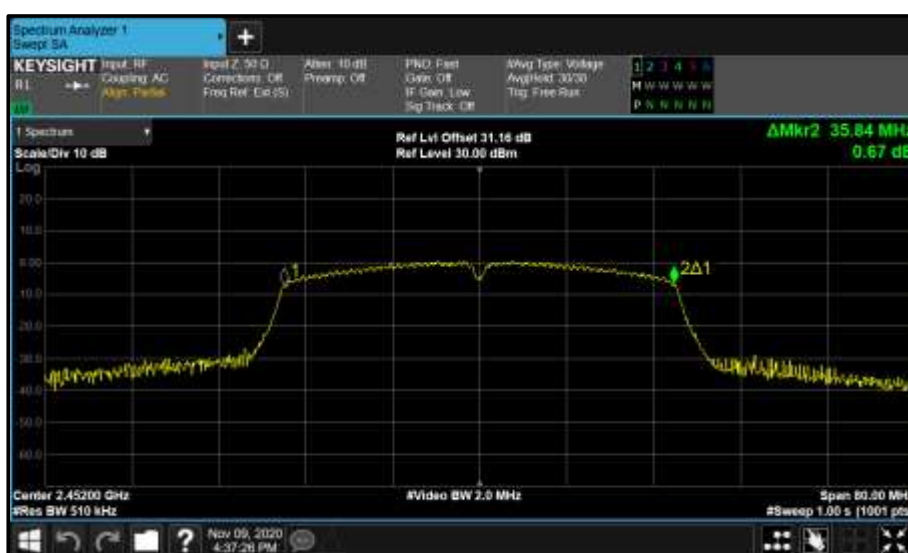 Spectrum Analyzer 1
Swept SA
+
KEYSIGHT
Input: RF
Coupling: AC
Align: Partial
Input Z: 50 Ω
Corrections: Off
Freq Ref: Ext (S)
Atten: 10 dB
Preamp: Off
PNO: Fast
Gate: Off
IF Gain: Low
Sig Track: Off
#Avg Type: Voltage
Avg|Hold: 30/30
Trig: Free Run
1 2 3 4 5 6
M W W W W W
P N N N N N
1 Spectrum
Scale/Div 10 dB
Log
Ref Lvl Offset 31.16 dB
Ref Level 30.00 dBm
ΔMkr2 35.84 MHz
0.67 dB
20.0
10.0
0.00
-10.0
-20.0
-30.0
-40.0
-50.0
-60.0
1
2Δ1
Center 2.45200 GHz
#Res BW 510 kHz
#Video BW 2.0 MHz
Span 80.00 MHz
#Sweep 1.00 s (1001 pts
?
Nov 09, 2020
4:37:26 PM